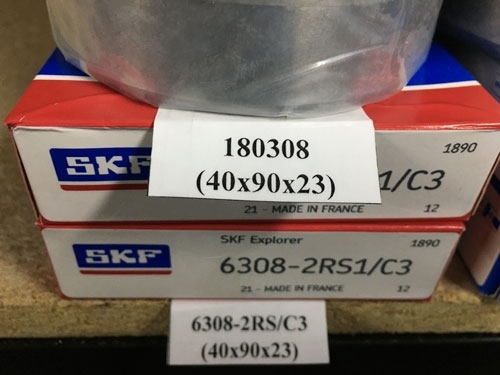 SKF
180308
(40x90x23)
1/C3
1890
21 - MADE IN FRANCE
12
SKF
SKF Explorer
1890
6308-2RS1/C3
21 - MADE IN FRANCE
12
6308-2RS/C3
(40x90x23)